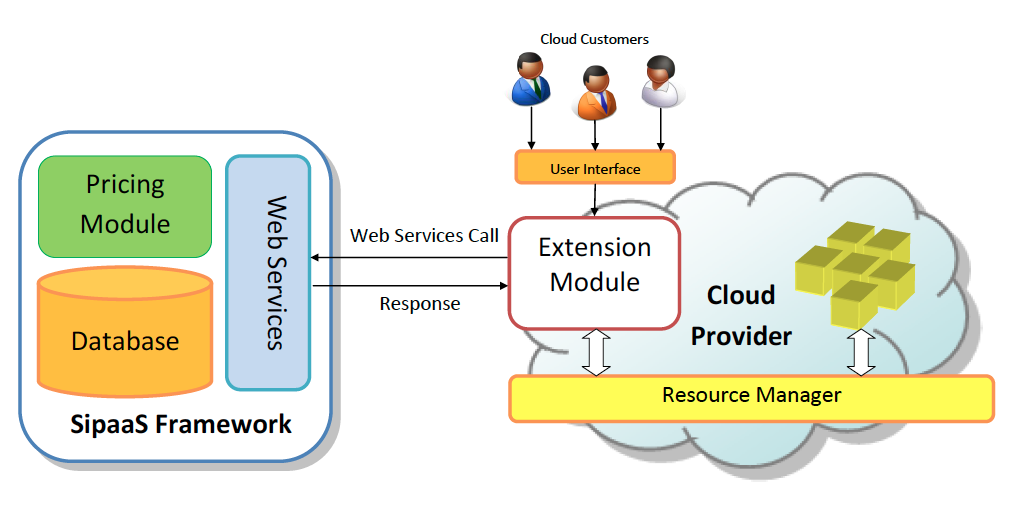 Cloud Customers
User Interface
Pricing
Module
Database
Web Services
SipaaS Framework
Web Services Call
Response
Extension
Module
Cloud
Provider
Resource Manager